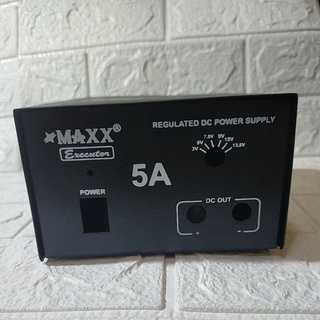 MAXX®
Executor
REGULATED DC POWER SUPPLY
3V 6V 7.5V 9V 12V 13.8V
5A
POWER
DC OUT
+ -